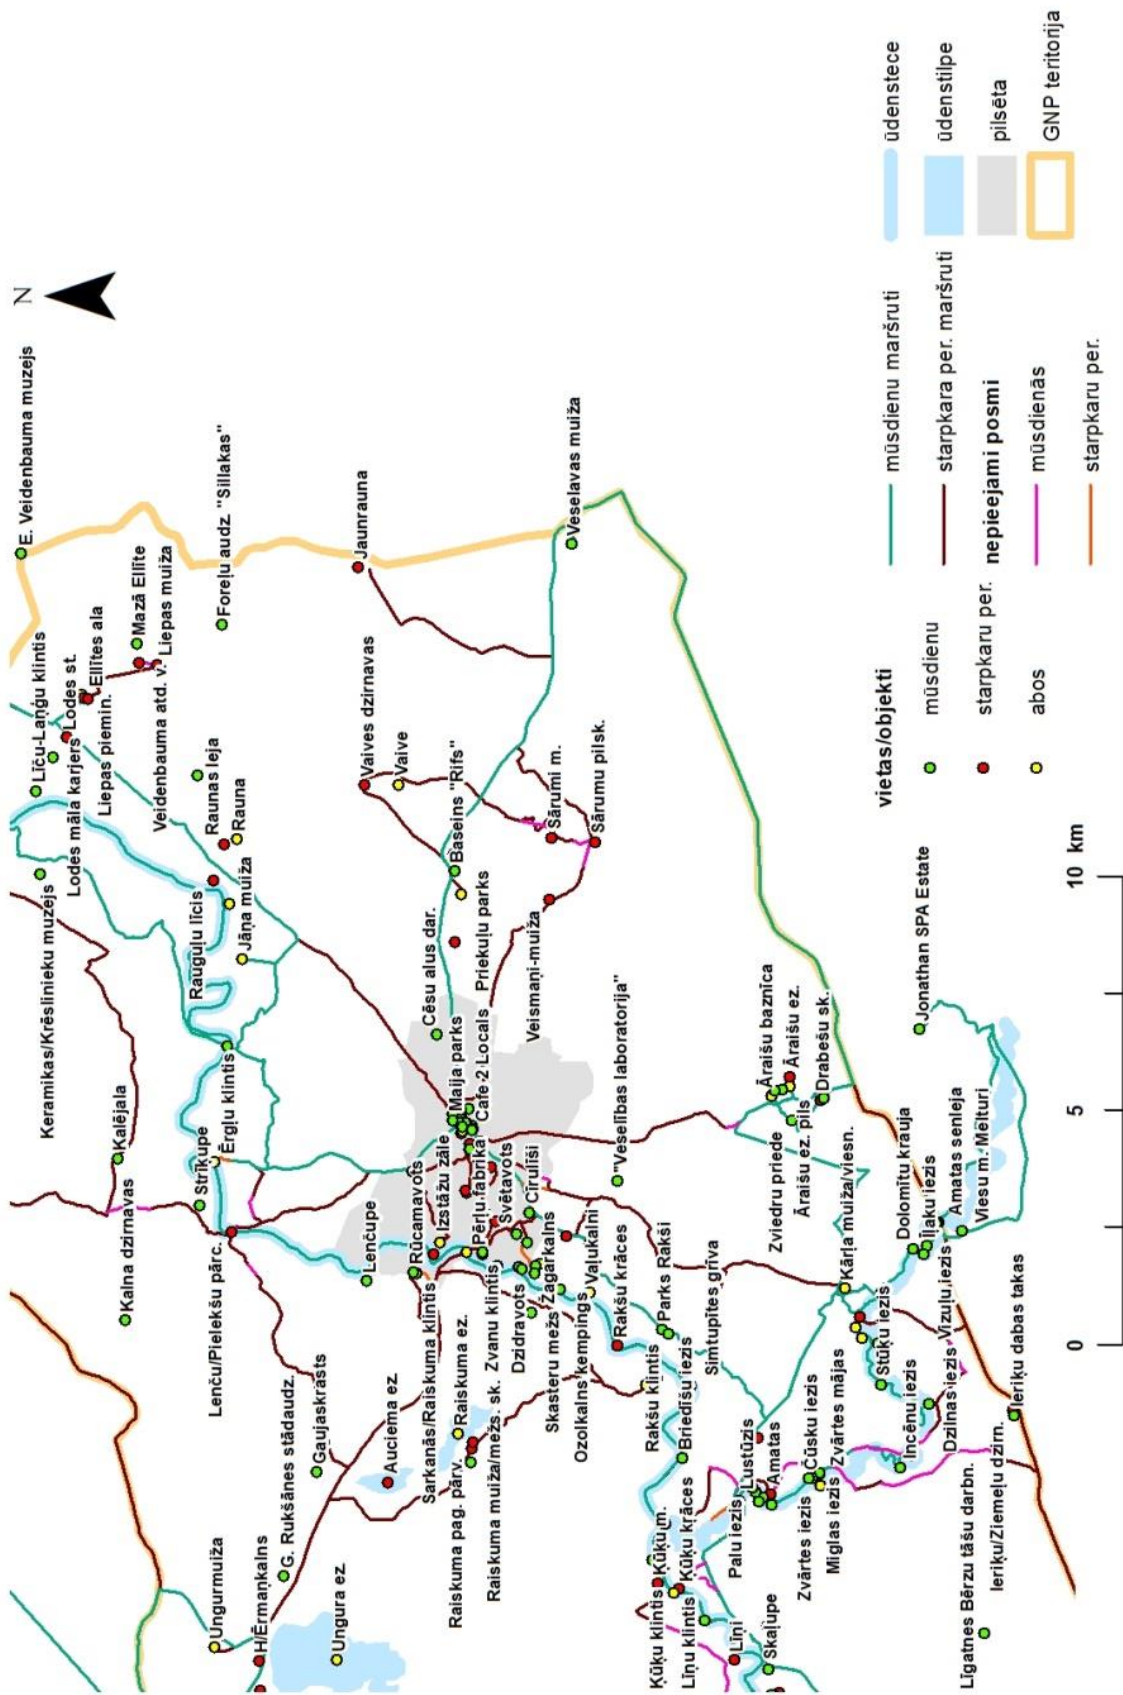 N
E. Veidenbauma muzejs
Līču-Laņģu klintis
Lodes st.
Ellītes ala
Mazā Ellīte
Liepas muiža
Lodes māla karjers
Liepas piemin.
Veidenbauma atd. v.
Foreļu audz. "Sillakas"
Keramikas/Krēslinieku muzejs
Raunas leja
Rauna
Rauguļu līcis
Jāņa muiža
Kalējala
Kalna dzirnavas
Strīķupe
Ērgļu klintis
Lenču/Pielekšu pārc.
Ungurmuiža
H/Ērmaņkalns
G. Rukšānes stādaudz.
Gaujaskrasts
Ungura ez.
Auciema ez.
Lenčupe
Jaunrauna
Vaives dzirnavas
Vaive
Baseins "Rifs"
Cēsu alus dar.
Priekuļu parks
Maija parks
Cafe 2 Locals
Rūcamavots
Izstāžu zāle
Pērļu fabrika
Svētavots
Cīrulīši
Sarkanās/Raiskuma klintis
Raiskuma ez.
Raiskuma pag. pārv.
Raiskuma muiža/mežs. sk.
Zvanu klintis
Dzidravots
Žagarkalns
Skasteru mežs
Ozolkalns kempings
Vaļukalni
Veselavas muiža
Sārumi m.
Sārumu pilsk.
Veismaņi-muiža
"Veselības laboratorija"
Rakšu krāces
Parks Rakši
Rakšu klintis
Briedīšu iezis
Simtupītes grīva
Ķūķu klintis
Ķūķu m.
Ķūķu krāces
Līņu klintis
Līņi
Skaļupe
Palu iezis
Lustūzis
Amatas
Zvārtes iezis
Čūsku iezis
Miglas iezis
Zvārtes mājas
Zviedru priede
Āraišu ez. pils
Āraišu baznīca
Āraišu ez.
Drabešu sk.
Kārļa muiža/viesn.
Stūķu iezis
Incēnu iezis
Dzilnas iezis
Vizuļu iezis
Dolomītu krauja
Iļaku iezis
Amatas senleja
Viesu m. Melturi
Jonathan SPA Estate
Ieriķu dabas takas
Ieriķu/Ziemeļu dzirn.
Līgatnes Bērzu tāšu darbn.
0 5 10 km
vietas/objekti
mūsdienu
starpkaru per.
abos
mūsdienu maršruti
starpkara per. maršruti
nepieejami posmi
mūsdienās
starpkaru per.
ūdenstece
ūdenstilpe
pilsēta
GNP teritorija